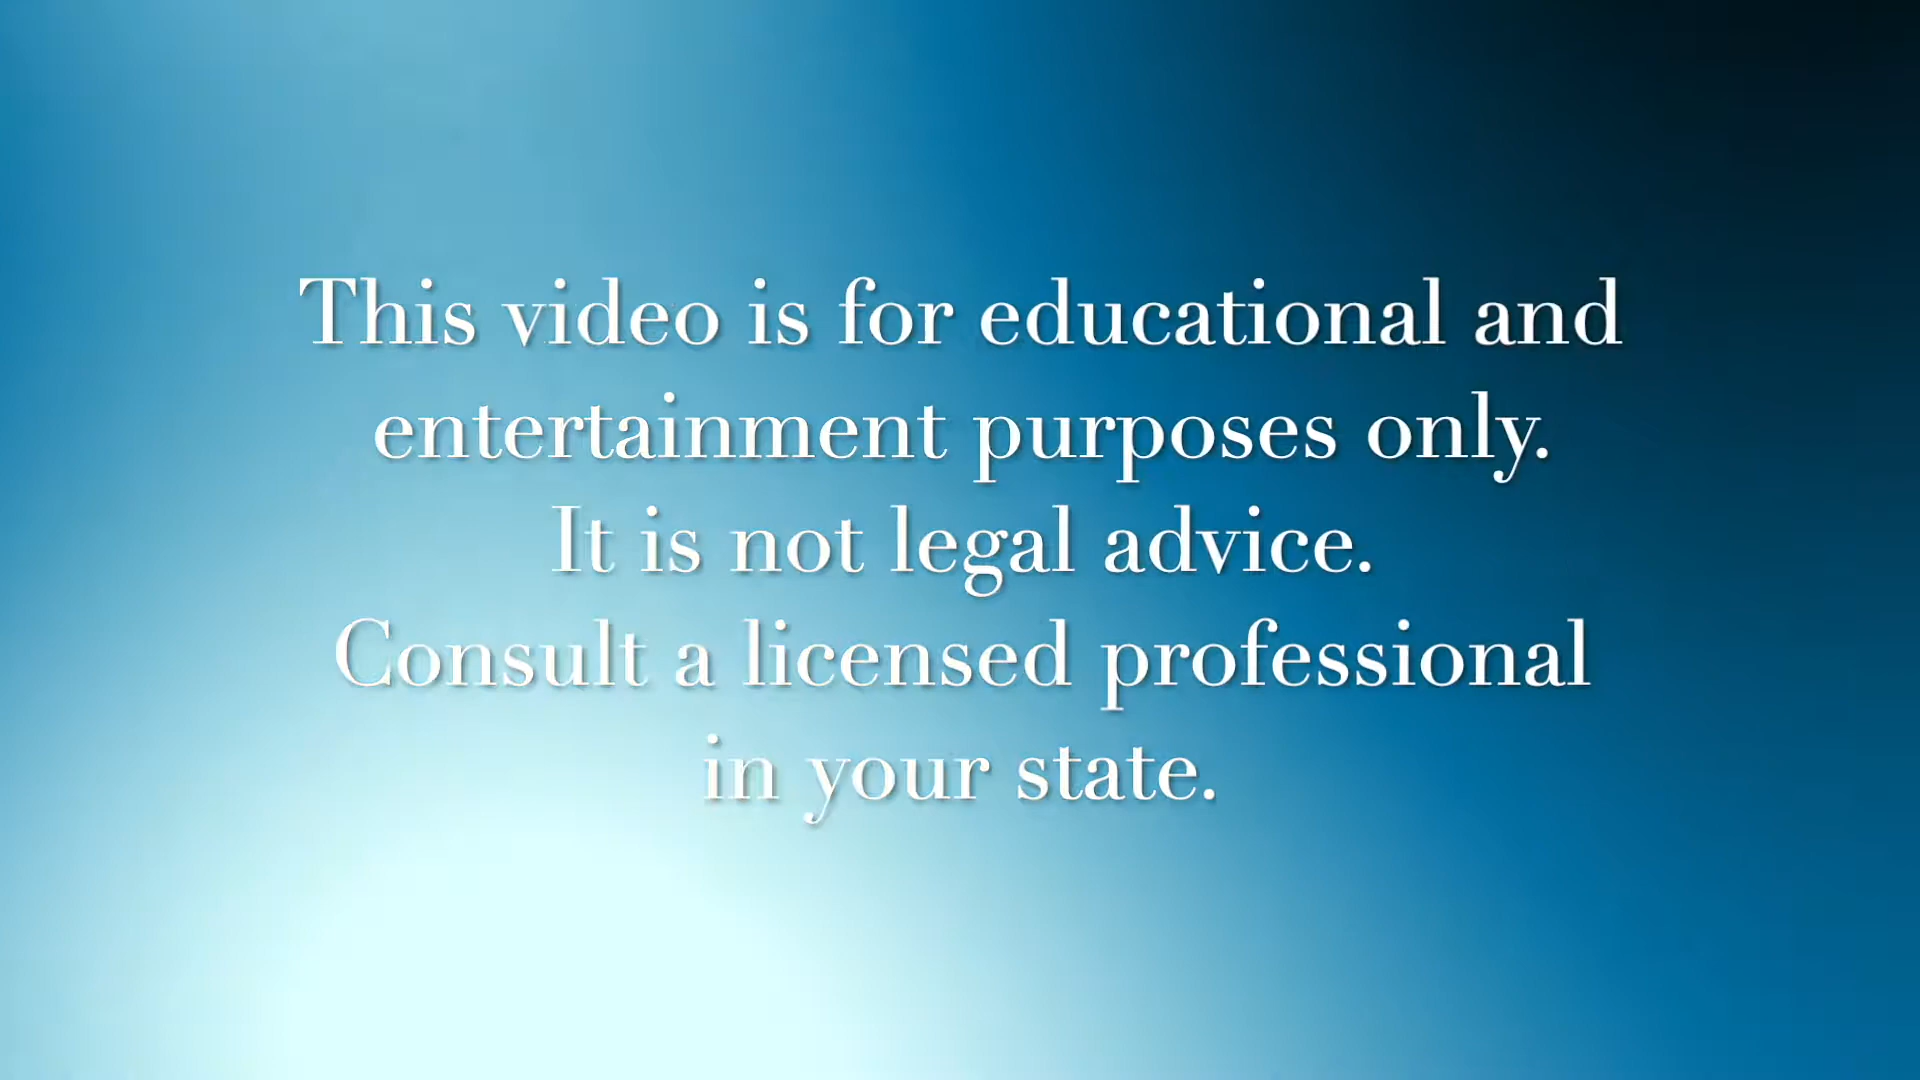 This video is for educational and
entertainment purposes only.
It is not legal advice.
Consult a licensed professional
in your state.